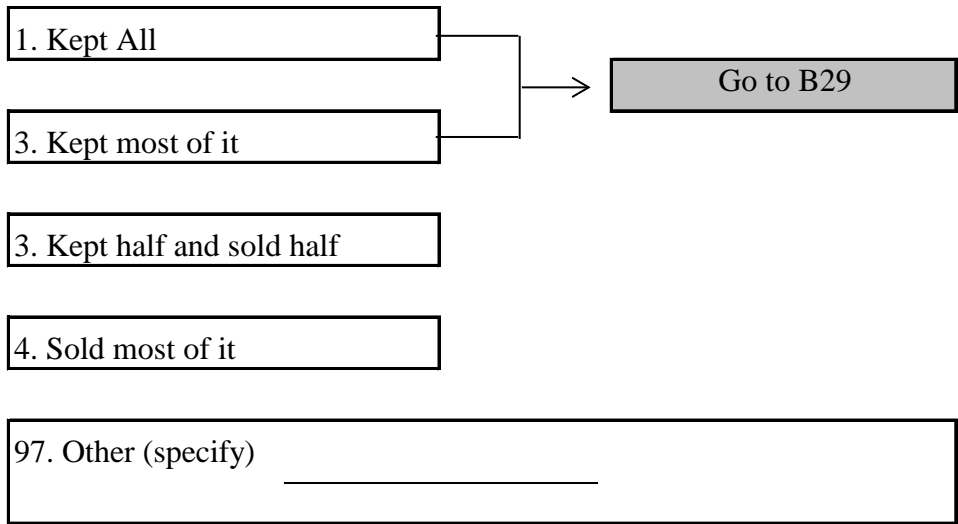 1. Kept All
Go to B29
3. Kept most of it
3. Kept half and sold half
4. Sold most of it
97. Other (specify)